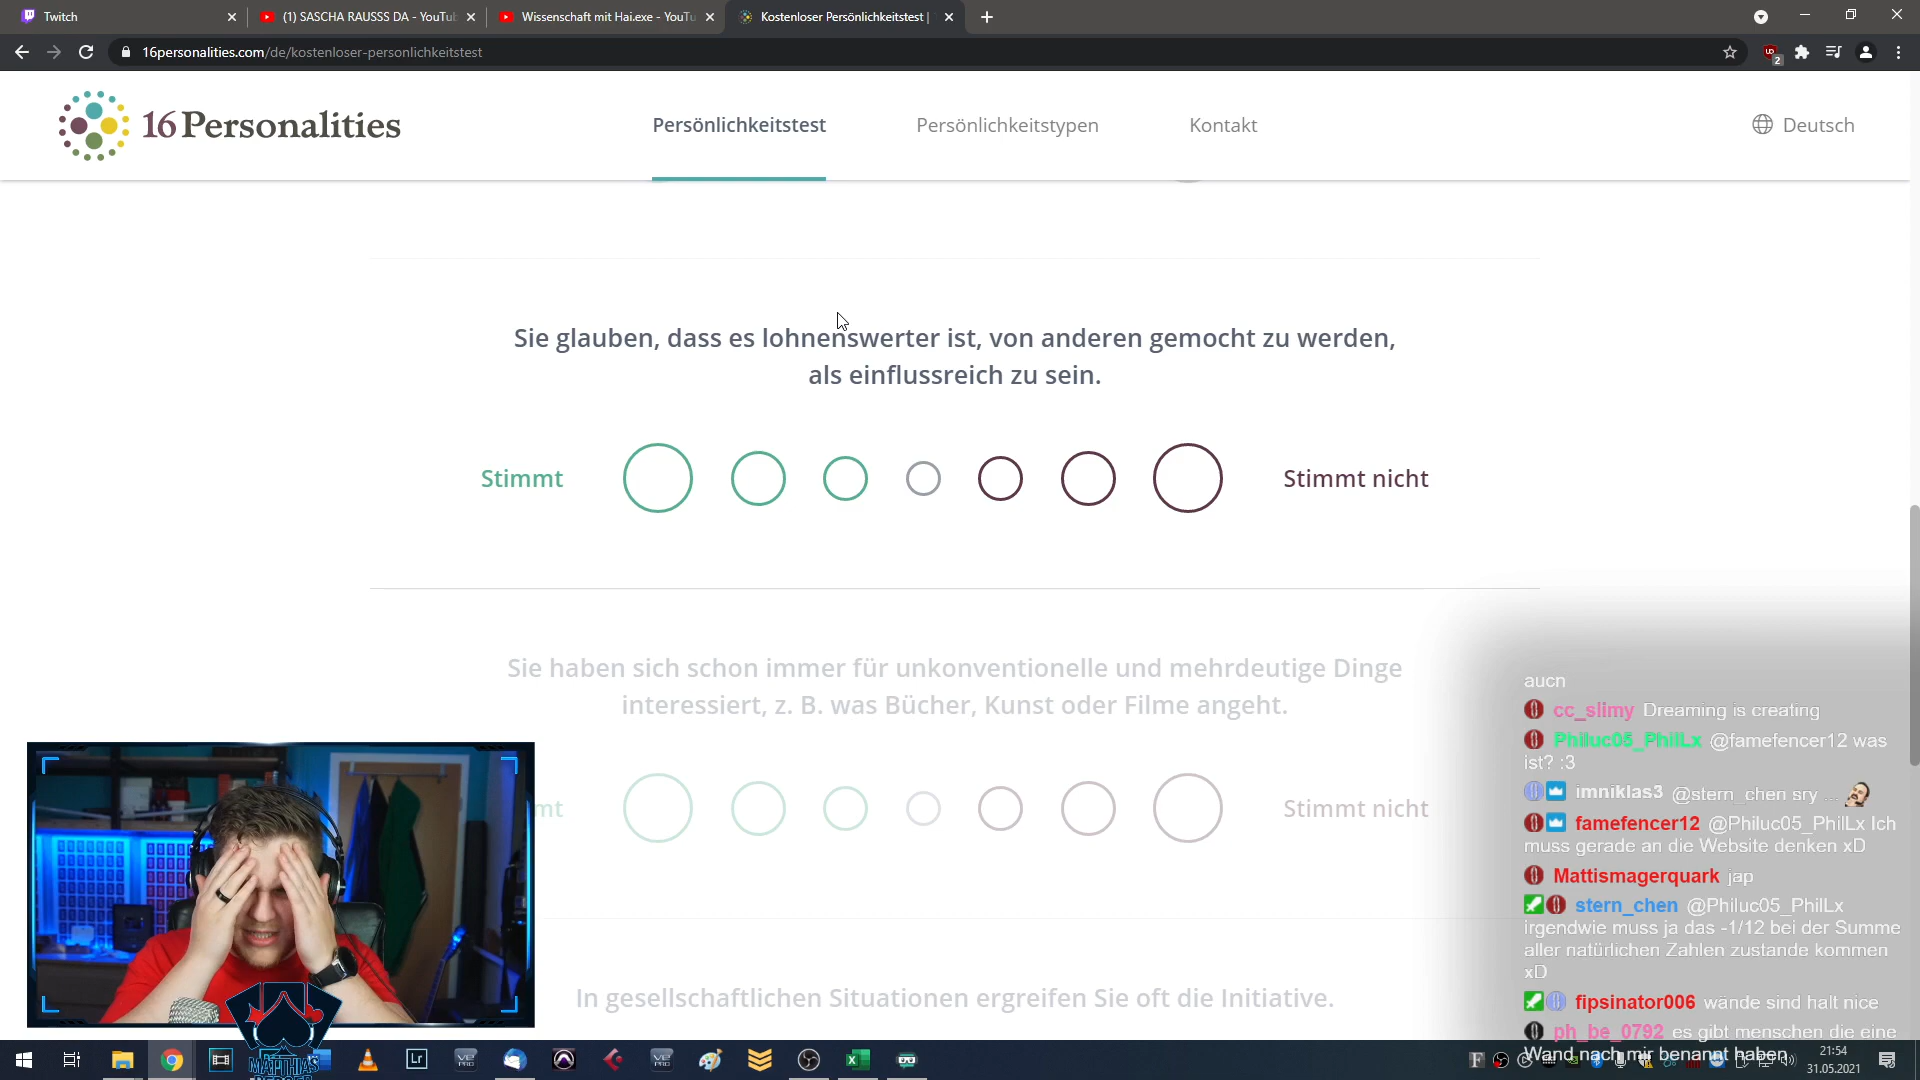 Twitch
(1) SASCHA RAUSSS DA - YouTub
Wissenschaft mit Hai.exe - YouTu
Kostenloser Persönlichkeitstest |
16personalities.com/de/kostenloser-personlichkeitstest
2
16Personalities
Persönlichkeitstest
Persönlichkeitstypen
Kontakt
Deutsch
Sie glauben, dass es lohnenswerter ist, von anderen gemocht zu werden,
als einflussreich zu sein.
Stimmt
Stimmt nicht
Sie haben sich schon immer für unkonventionelle und mehrdeutige Dinge
interessiert, z. B. was Bücher, Kunst oder Filme angeht.
mt
Stimmt nicht
In gesellschaftlichen Situationen ergreifen Sie oft die Initiative.
aucn
cc_slimy Dreaming is creating
Philuc05_PhilLx @famefencer12 was
ist? :3
imniklas3 @stern_chen sry ...
famefencer12 @Philuc05_PhilLx Ich
muss gerade an die Website denken xD
Mattismagerquark jap
stern_chen @Philuc05_PhilLx
irgendwie muss ja das -1/12 bei der Summe
aller natürlichen Zahlen zustande kommen
xD
fipsinator006 wände sind halt nice
ph_be_0792 es gibt menschen die eine
Wand nach mir benannt haben
MATTHIAS
Lr
21:54
31.05.2021